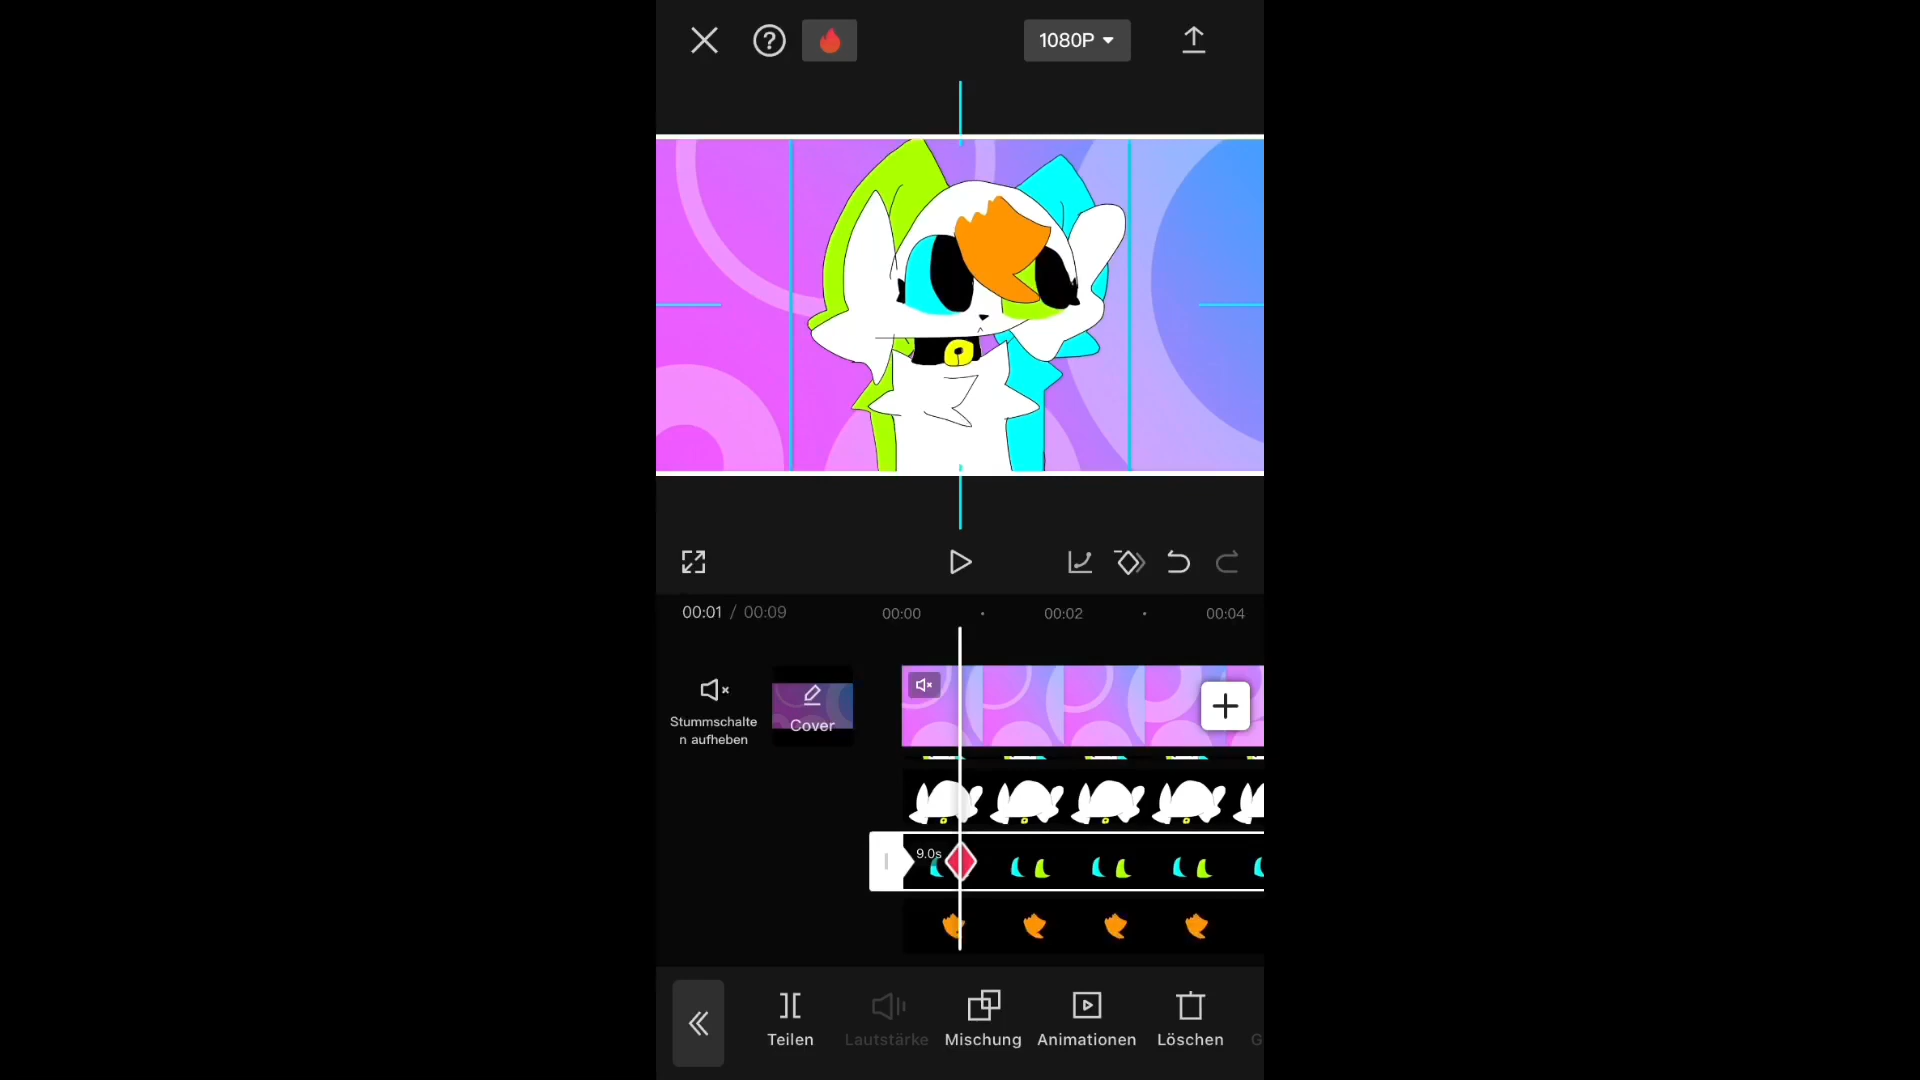 1080P
00:01 / 00:09
00:00
00:02
00:04
Stummschalte
n aufheben
Cover
9.0s
Teilen
Lautstärke
Mischung
Animationen
Löschen
G